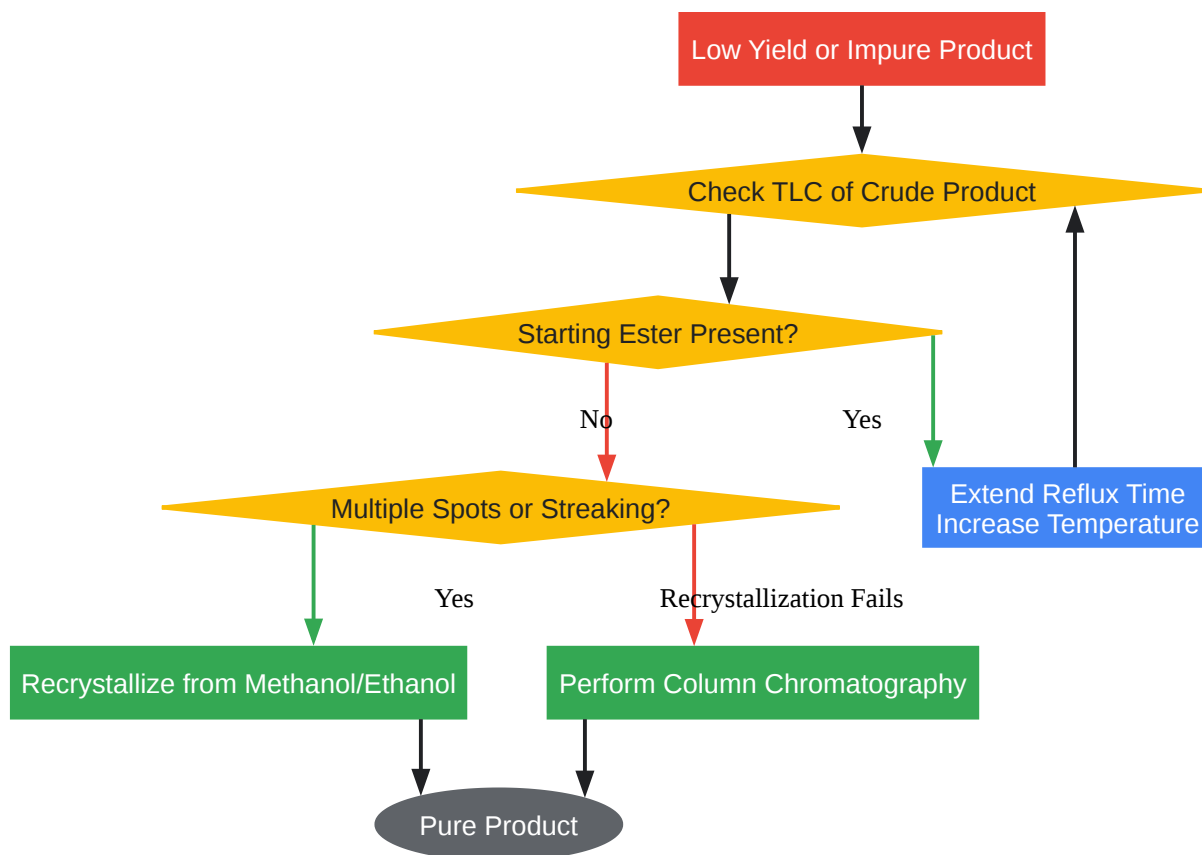 Low Yield or Impure Product
Check TLC of Crude Product
Starting Ester Present?
No
Yes
Multiple Spots or Streaking?
Extend Reflux Time
Increase Temperature
Yes
Recrystallization Fails
Recrystallize from Methanol/Ethanol
Perform Column Chromatography
Pure Product